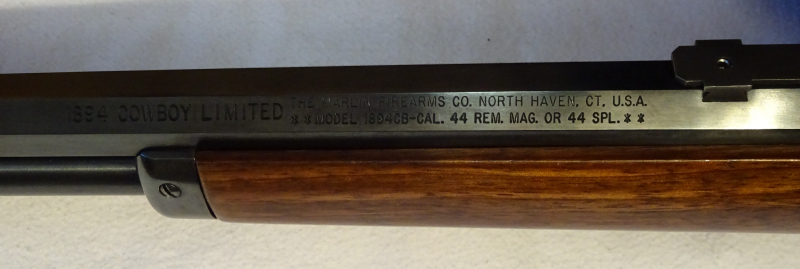 1894 COWBOY LIMITED
THE MARLIN FIREARMS CO. NORTH HAVEN, CT. U.S.A.
**MODEL 1894CB-CAL. 44 REM. MAG. OR 44 SPL.**